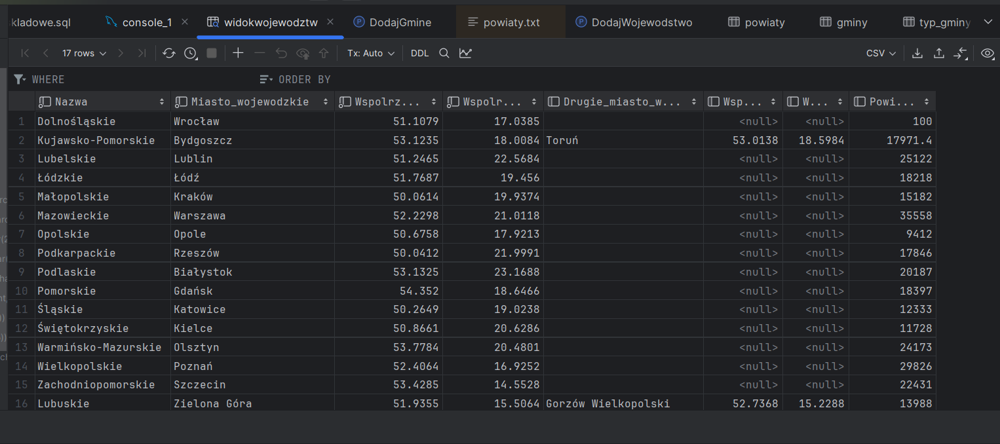 kladowe.sql console_1 widokwojewodztw DodajGmine powiaty.txt DodajWojewodstwo powiaty gminy typ_gminy
17 rows Tx: Auto DDL CSV
WHERE ORDER BY
Nazwa Miasto_wojewodzkie Wspolrz... Wspolr... Drugie_miasto_w... Wsp... W... Powi...
1 Dolnośląskie Wrocław 51.1079 17.0385 <null> <null> 100
2 Kujawsko-Pomorskie Bydgoszcz 53.1235 18.0084 Toruń 53.0138 18.5984 17971.4
3 Lubelskie Lublin 51.2465 22.5684 <null> <null> 25122
4 Łódzkie Łódź 51.7687 19.456 <null> <null> 18218
5 Małopolskie Kraków 50.0614 19.9374 <null> <null> 15182
6 Mazowieckie Warszawa 52.2298 21.0118 <null> <null> 35558
7 Opolskie Opole 50.6758 17.9213 <null> <null> 9412
8 Podkarpackie Rzeszów 50.0412 21.9991 <null> <null> 17846
9 Podlaskie Białystok 53.1325 23.1688 <null> <null> 20187
10 Pomorskie Gdańsk 54.352 18.6466 <null> <null> 18397
11 Śląskie Katowice 50.2649 19.0238 <null> <null> 12333
12 Świętokrzyskie Kielce 50.8661 20.6286 <null> <null> 11728
13 Warmińsko-Mazurskie Olsztyn 53.7784 20.4801 <null> <null> 24173
14 Wielkopolskie Poznań 52.4064 16.9252 <null> <null> 29826
15 Zachodniopomorskie Szczecin 53.4285 14.5528 <null> <null> 22431
16 Lubuskie Zielona Góra 51.9355 15.5064 Gorzów Wielkopolski 52.7368 15.2288 13988